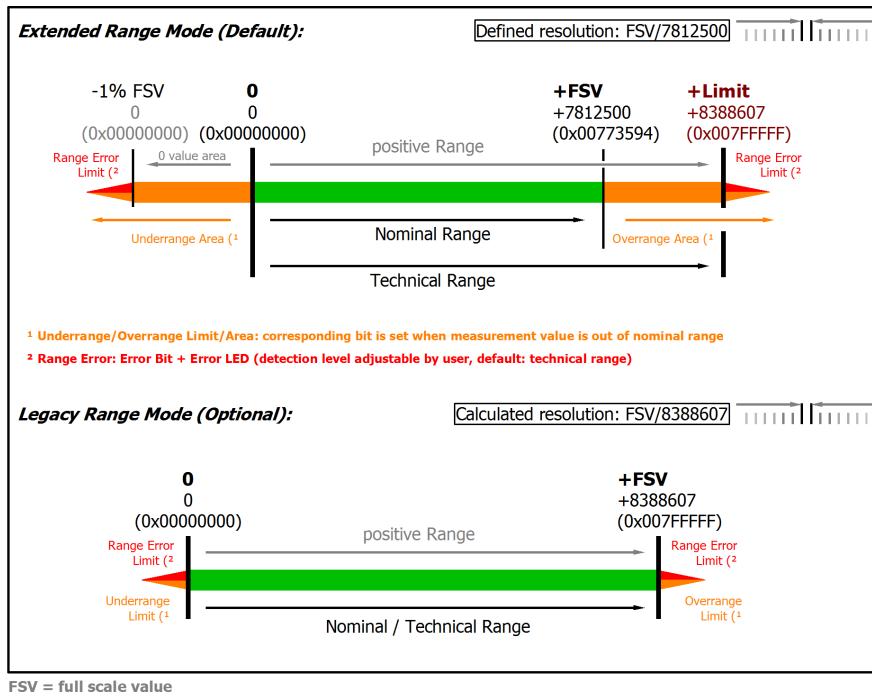 Extended Range Mode (Default):
Defined resolution: FSV/7812500
-1% FSV
0
+FSV
+Limit
0
0
+7812500
+8388607
(0x00000000)
(0x00000000)
(0x00773594)
(0x007FFFFF)
Range Error
Limit (²
0 value area
positive Range
Range Error
Limit (²
Underrange Area (¹
Nominal Range
Overrange Area (¹
Technical Range
¹ Underrange/Overrange Limit/Area: corresponding bit is set when measurement value is out of nominal range
² Range Error: Error Bit + Error LED (detection level adjustable by user, default: technical range)
Legacy Range Mode (Optional):
Calculated resolution: FSV/8388607
0
+FSV
0
+8388607
(0x00000000)
(0x007FFFFF)
Range Error
Limit (²
positive Range
Range Error
Limit (²
Underrange
Limit (¹
Nominal / Technical Range
Overrange
Limit (¹
FSV = full scale value